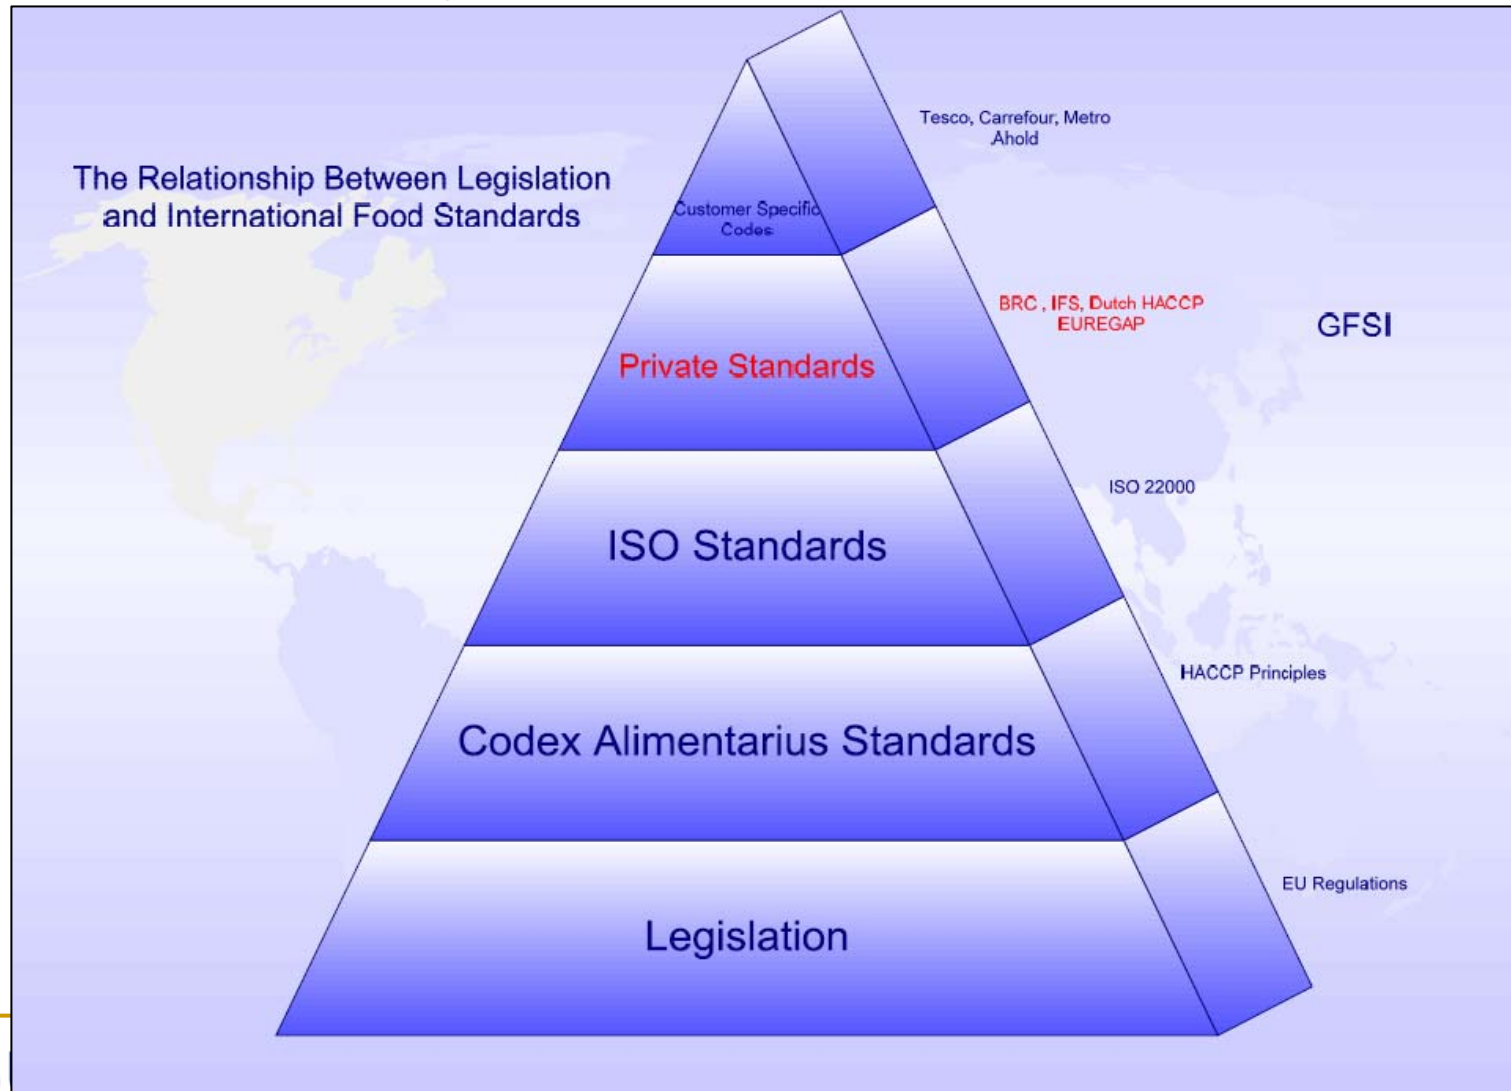 The Relationship Between Legislation
and International Food Standards
Tesco, Carrefour, Metro
Ahold
Customer Specific
Codes
BRC , IFS, Dutch HACCP
EUREGAP
GFSI
Private Standards
ISO 22000
ISO Standards
HACCP Principles
Codex Alimentarius Standards
EU Regulations
Legislation